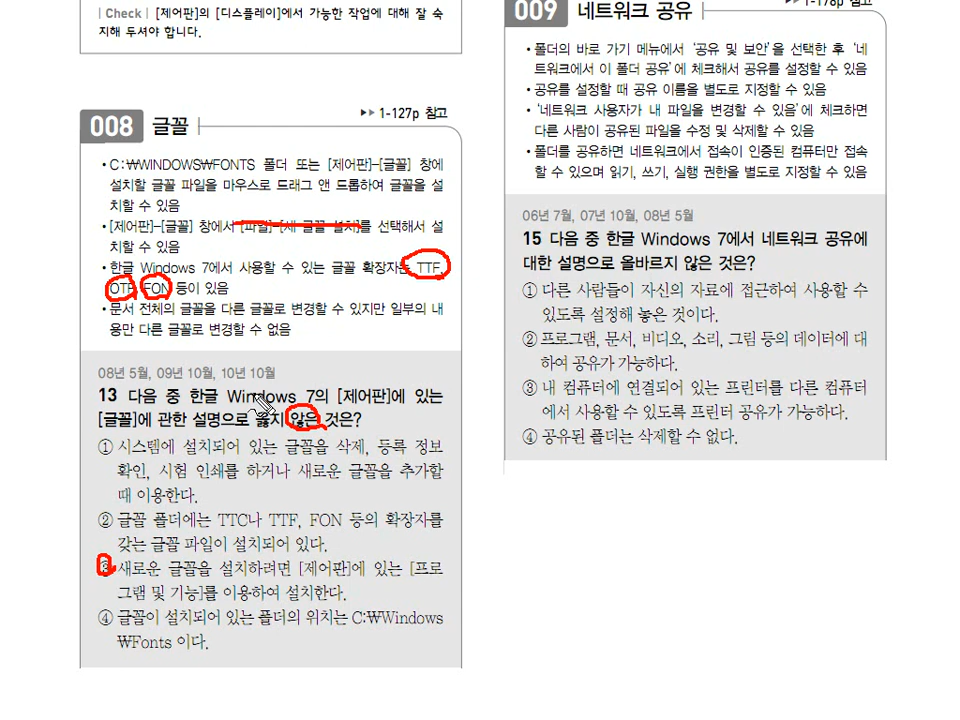 | Check | [제어판]의 [디스플레이]에서 가능한 작업에 대해 잘 숙
지해 두셔야 합니다.
▶▶ 1-127p 참고
008 글꼴
• C:₩WINDOWS₩FONTS 폴더 또는 [제어판]-[글꼴] 창에
설치할 글꼴 파일을 마우스로 드래그 앤 드롭하여 글꼴을 설
치할 수 있음
• [제어판]-[글꼴] 창에서 [파일]-[새 글꼴 설치]를 선택해서 설
치할 수 있음
• 한글 Windows 7에서 사용할 수 있는 글꼴 확장자는 TTF,
OTF, FON 등이 있음
• 문서 전체의 글꼴을 다른 글꼴로 변경할 수 있지만 일부의 내
용만 다른 글꼴로 변경할 수 없음
08년 5월, 09년 10월, 10년 10월
13 다음 중 한글 Windows 7의 [제어판]에 있는
[글꼴]에 관한 설명으로 옳지 않은 것은?
① 시스템에 설치되어 있는 글꼴을 삭제, 등록 정보
확인, 시험 인쇄를 하거나 새로운 글꼴을 추가할
때 이용한다.
② 글꼴 폴더에는 TTC나 TTF, FON 등의 확장자를
갖는 글꼴 파일이 설치되어 있다.
③ 새로운 글꼴을 설치하려면 [제어판]에 있는 [프로
그램 및 기능]를 이용하여 설치한다.
④ 글꼴이 설치되어 있는 폴더의 위치는 C:₩Windows
₩Fonts 이다.
▶▶ 1-178p 참고
009 네트워크 공유
• 폴더의 바로 가기 메뉴에서 '공유 및 보안'을 선택한 후 '네
트워크에서 이 폴더 공유'에 체크해서 공유를 설정할 수 있음
• 공유를 설정할 때 공유 이름을 별도로 지정할 수 있음
• '네트워크 사용자가 내 파일을 변경할 수 있음'에 체크하면
다른 사람이 공유된 파일을 수정 및 삭제할 수 있음
• 폴더를 공유하면 네트워크에서 접속이 인증된 컴퓨터만 접속
할 수 있으며 읽기, 쓰기, 실행 권한을 별도로 지정할 수 있음
06년 7월, 07년 10월, 08년 5월
15 다음 중 한글 Windows 7에서 네트워크 공유에
대한 설명으로 올바르지 않은 것은?
① 다른 사람들이 자신의 자료에 접근하여 사용할 수
있도록 설정해 놓은 것이다.
② 프로그램, 문서, 비디오, 소리, 그림 등의 데이터에 대
하여 공유가 가능하다.
③ 내 컴퓨터에 연결되어 있는 프린터를 다른 컴퓨터
에서 사용할 수 있도록 프린터 공유가 가능하다.
④ 공유된 폴더는 삭제할 수 없다.